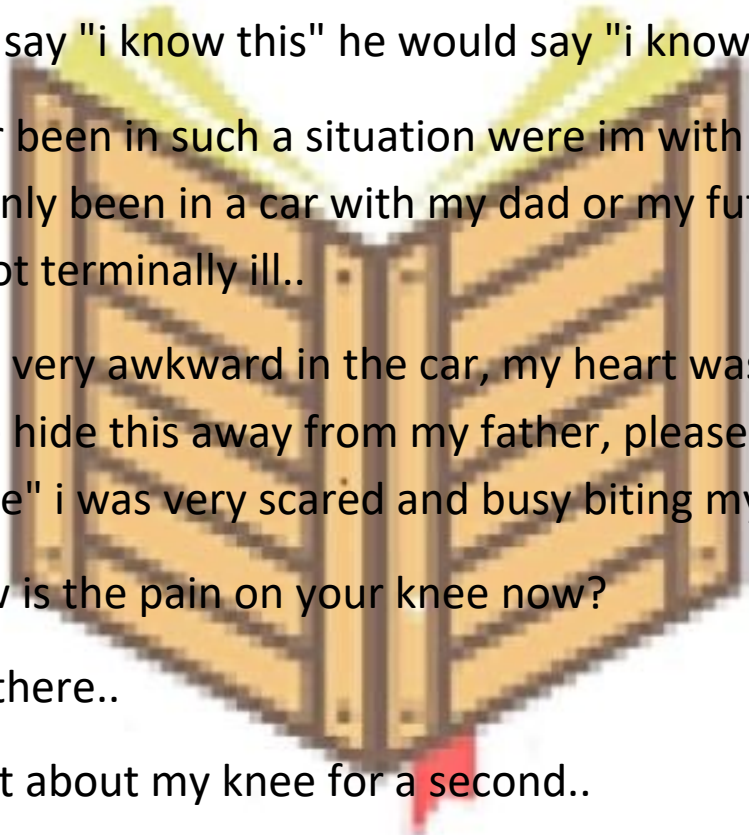 say "i know this" he would say "i know
been in such a situation were im with
nly been in a car with my dad or my fu
ot terminally ill..
very awkward in the car, my heart was
hide this away from my father, please
e" i was very scared and busy biting my
is the pain on your knee now?
there..
t about my knee for a second..